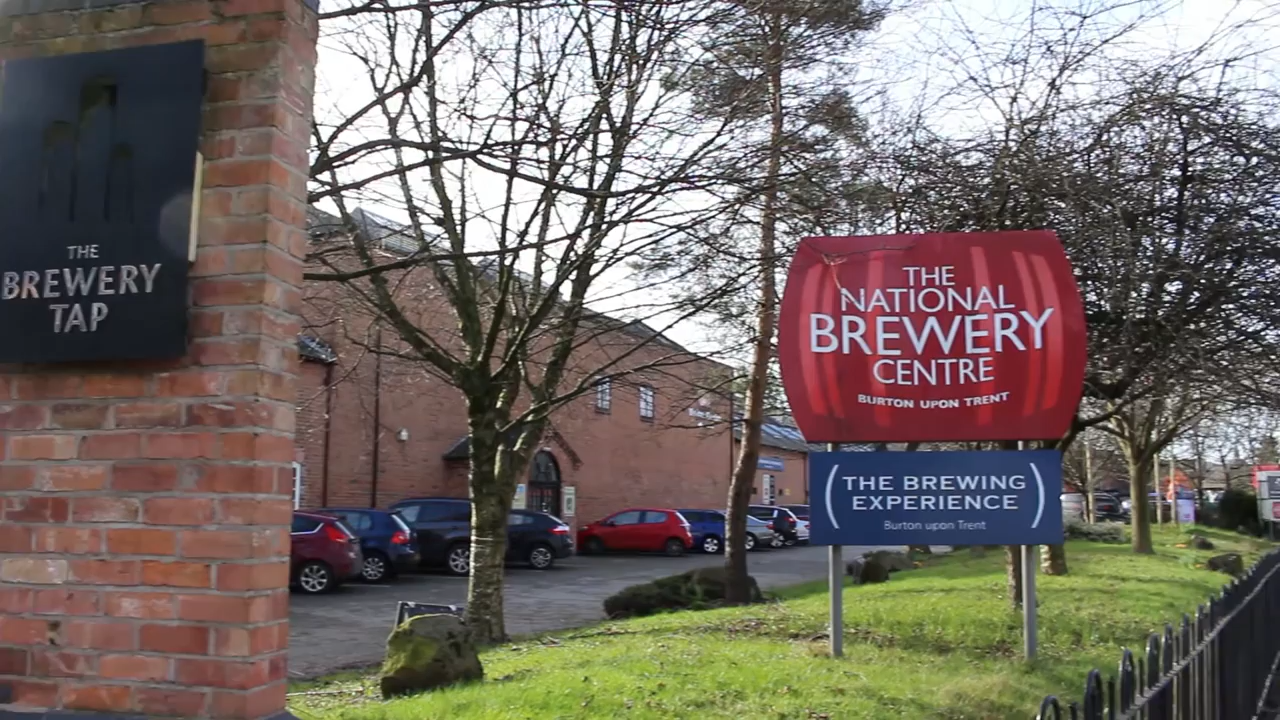 THE
BREWERY
TAP
THE
NATIONAL
BREWERY
CENTRE
BURTON UPON TRENT
(THE BREWING
EXPERIENCE)
Burton upon Trent